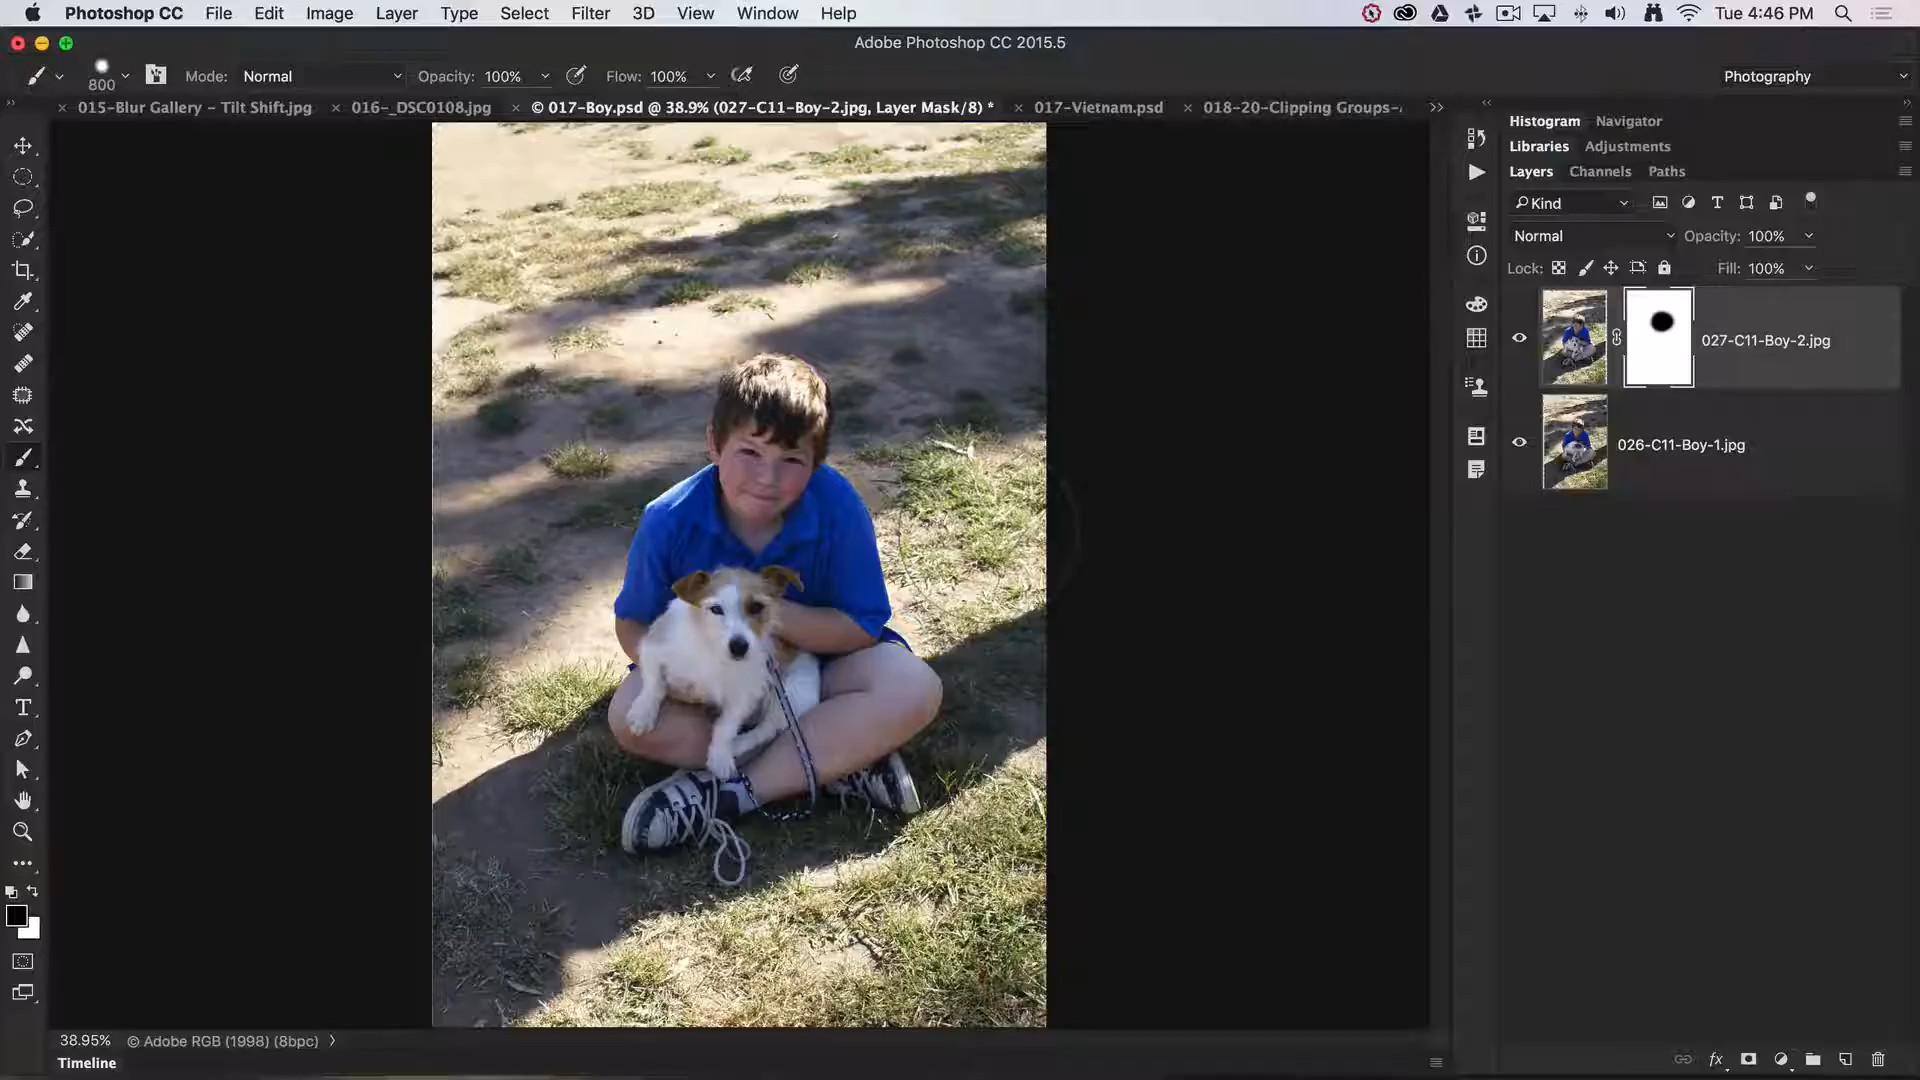 Photoshop CC File Edit Image Layer Type Select Filter 3D View Window Help Tue 4:46 PM
Adobe Photoshop CC 2015.5
800 Mode: Normal Opacity: 100% Flow: 100% Photography
× 015-Blur Gallery - Tilt Shift.jpg × 016-_DSC0108.jpg × © 017-Boy.psd @ 38.9% (027-C11-Boy-2.jpg, Layer Mask/8) * × 017-Vietnam.psd × 018-20-Clipping Groups-
Histogram Navigator
Libraries Adjustments
Layers Channels Paths
Kind
Normal Opacity: 100%
Lock: Fill: 100%
027-C11-Boy-2.jpg
026-C11-Boy-1.jpg
38.95% © Adobe RGB (1998) (8bpc)
Timeline